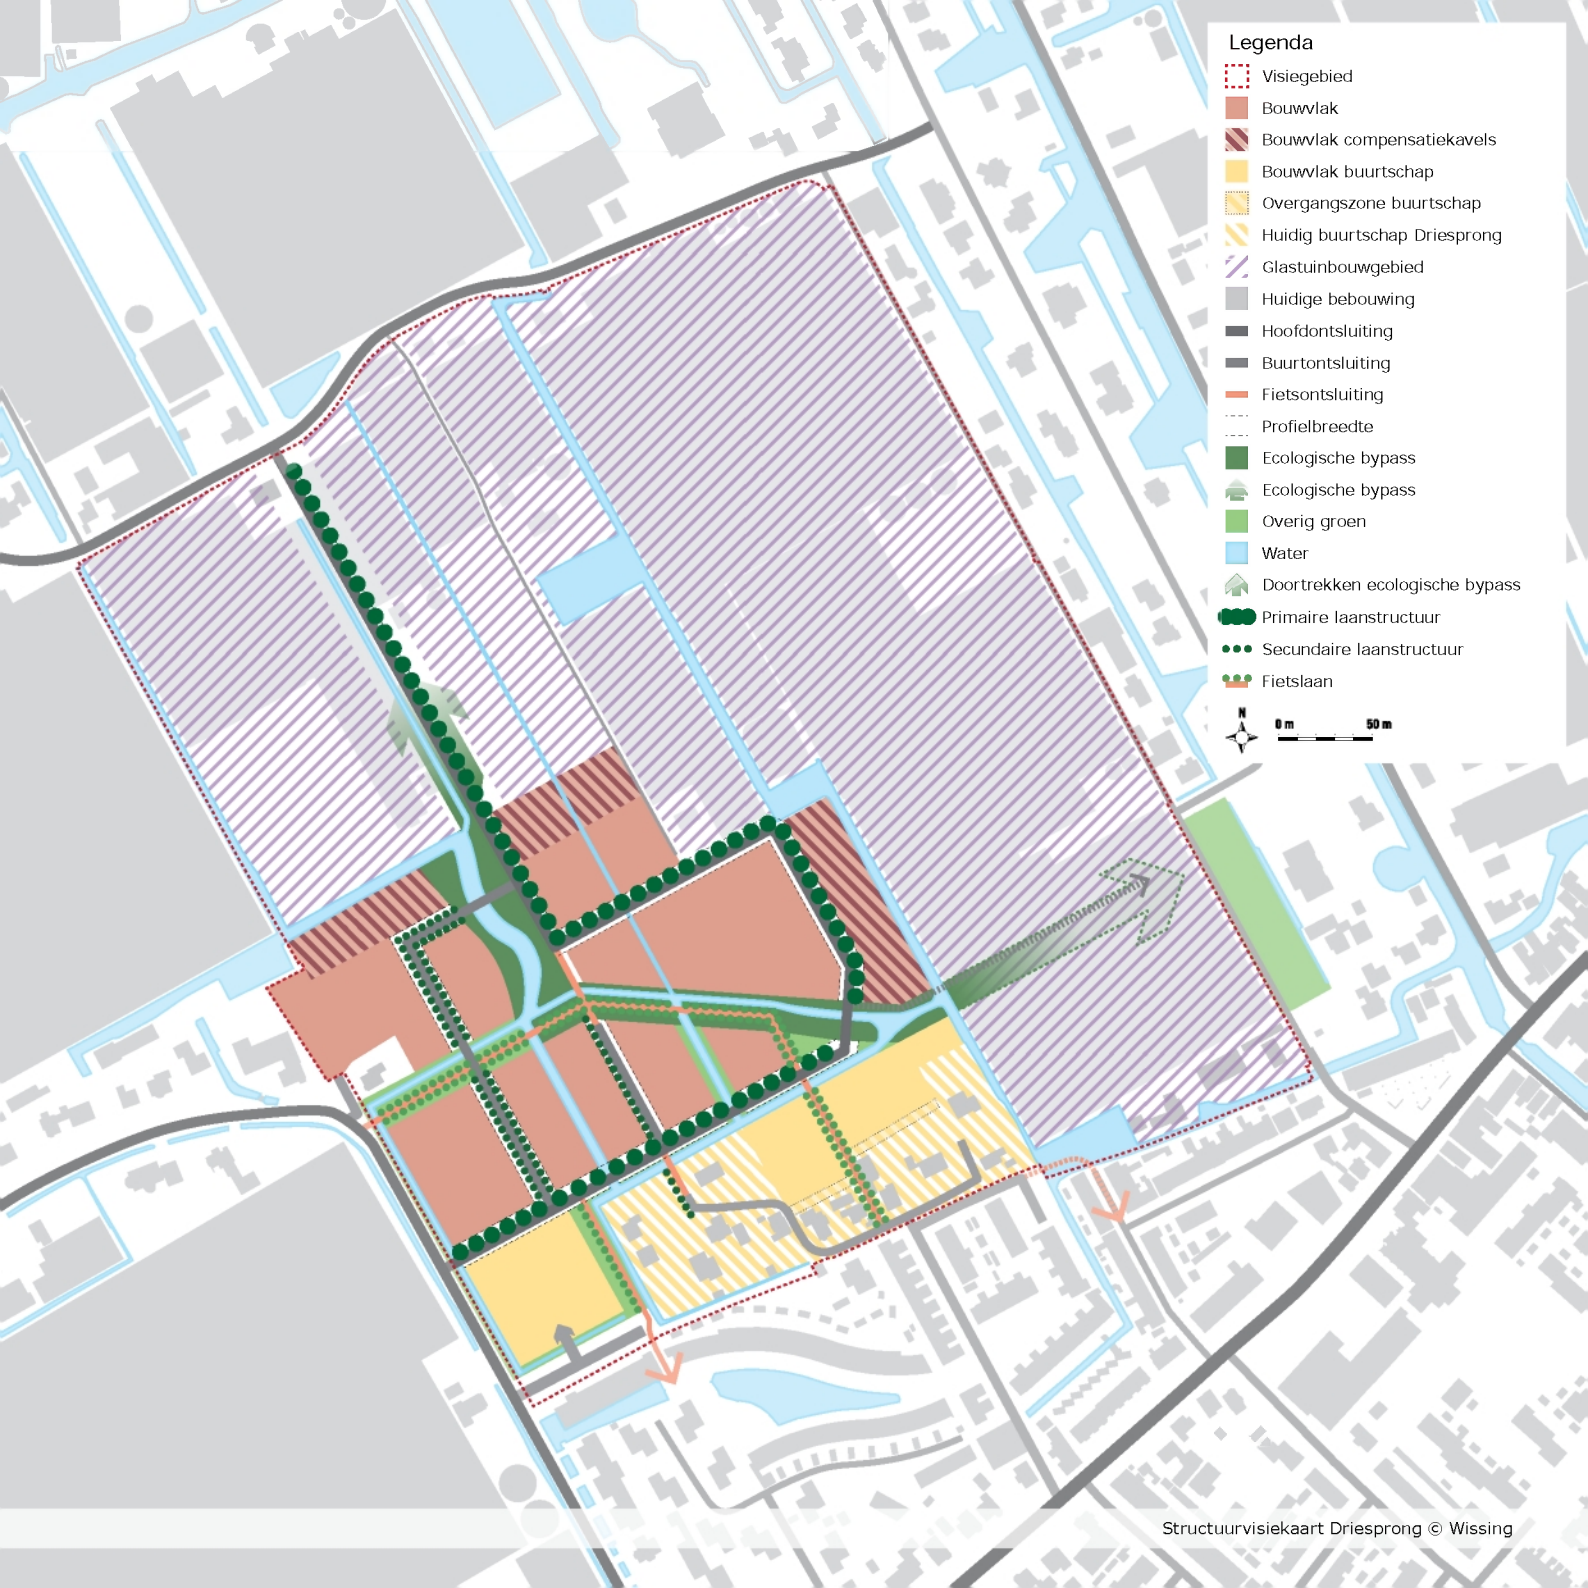 Legenda
Visiegebied
Bouwvlak
Bouwvlak compensatiekavels
Bouwvlak buurtschap
Overgangszone buurtschap
Huidig buurtschap Driesprong
Glastuinbouwgebied
Huidige bebouwing
Hoofdontsluiting
Buurtontsluiting
Fietsontsluiting
Profielbreedte
Ecologische bypass
Ecologische bypass
Overig groen
Water
Doortrekken ecologische bypass
Primaire laanstructuur
Secundaire laanstructuur
Fietslaan
N 0 m 50 m
Structuurvisiekaart Driesprong © Wissing